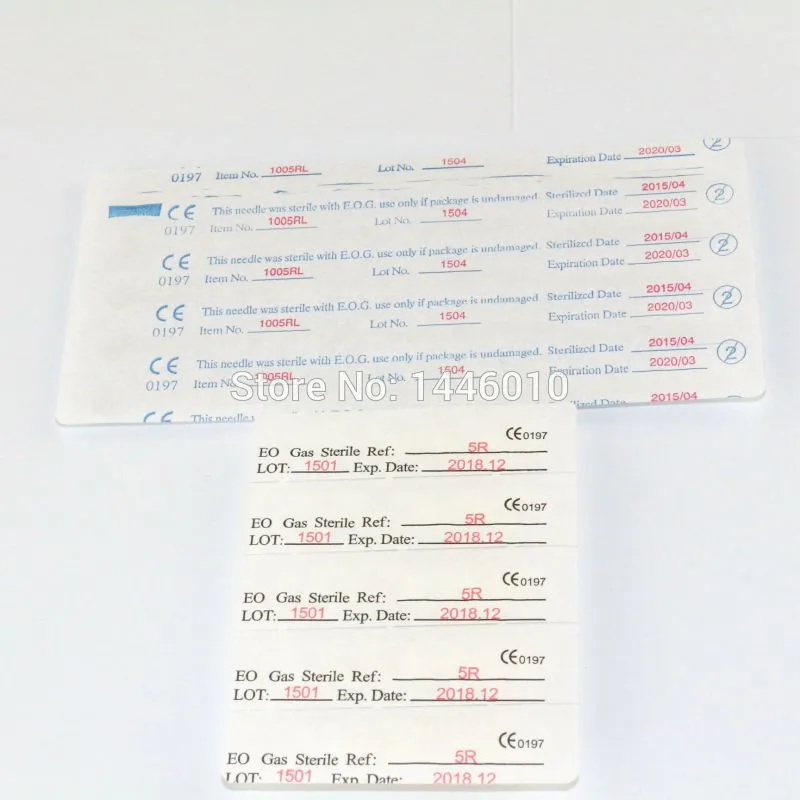 0197 Item No. 1005RL Lot No. 1504 Expiration Date 2020/03 2
CE This needle was sterile with E.O.G. use only if package is undamaged. Sterilized Date 2015/04
0197 Item No. 1005RL Lot No. 1504 Expiration Date 2020/03 2
CE This needle was sterile with E.O.G. use only if package is undamaged. Sterilized Date 2015/04
0197 Item No. 1005RL Lot No. 1504 Expiration Date 2020/03 2
CE This needle was sterile with E.O.G. use only if package is undamaged. Sterilized Date 2015/04
0197 Item No. 1005RL Lot No. 1504 Expiration Date 2020/03 2
CE This needle was sterile with E.O.G. use only if package is undamaged. Sterilized Date 2015/04
0197 Item No. 1005RL Lot No. 1504 Expiration Date 2020/03 2
Store No: 1446010
CE This needle Date 2015/04
CE0197
EO Gas Sterile Ref: 5R
LOT: 1501 Exp. Date: 2018.12
CE0197
EO Gas Sterile Ref: 5R
LOT: 1501 Exp. Date: 2018.12
CE0197
EO Gas Sterile Ref: 5R
LOT: 1501 Exp. Date: 2018.12
CE0197
EO Gas Sterile Ref: 5R
LOT: 1501 Exp. Date: 2018.12
CE0197
EO Gas Sterile Ref: 5R
LOT: 1501 Exp. Date: 2018.12